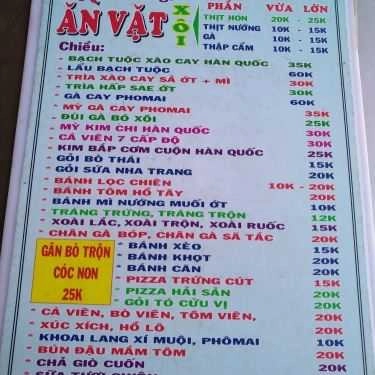 ĂN VẶT
XÔI
PHẦN VỪA LỚN
THỊT HON 20K - 25K
THỊT NƯỚNG 10K - 15K
GÀ 10K - 15K
THẬP CẨM 10K - 15K
Chiều:
- BẠCH TUỘC XÀO CAY HÀN QUỐC 35K
- LẨU BẠCH TUỘC 60K
- TRÌA XÀO CAY SẢ ỚT + MÌ 30K
- TRÌA HẤP SAE ỚT 30K
- GÀ CAY PHOMAI 60K
- MỲ GÀ CAY PHOMAI 35K
- ĐÙI GÀ BÓ XÔI 25K
- MỲ KIM CHI HÀN QUỐC 30K
- CÁ VIÊN 7 CẤP ĐỘ 30K
- KIM BẮP CƠM CUỘN HÀN QUỐC 25K
- GỎI BÒ THÁI 15K
- GỎI SỮA NHA TRANG 20K
- BÁNH LỌC CHIÊN 10K - 20K
- BÁNH TÔM HỒ TÂY 20K
- BÁNH MÌ NƯỚNG MUỐI ỚT 10K
- TRÁNG TRỨNG, TRÁNG TRỘN 12K
- XOÀI LẮC, XOÀI TRỘN, XOÀI RUỐC 15K
- CHÂN GÀ BÓP, CHÂN GÀ SẢ TẮC 20K
GÂN BÒ TRỘN
CÓC NON
25K
- BÁNH XÈO 20K
- BÁNH KHỌT 20K
- BÁNH CĂN 20K
- PIZZA TRỨNG CÚT 15K
- PIZZA HẢI SẢN 20K
- GỎI TÓ CỬU VỊ 20K
- CÁ VIÊN, BÒ VIÊN, TÔM VIÊN, 20K
- XÚC XÍCH, HỒ LÔ 20K
- KHOAI LANG XÍ MUỘI, PHÔMAI 10K
- BÚN ĐẬU MẮM TÔM 20K
- CHẢ GIÒ CUỐN 20K